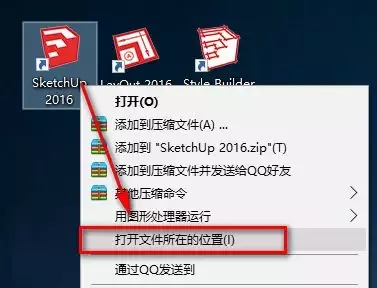 SketchUp
2016
LayOut 2016
Style Builder
打开(O)
添加到压缩文件(A) ...
添加到 "SketchUp 2016.zip"(T)
添加到压缩文件并发送给QQ好友
其他压缩命令
用图形处理器运行
打开文件所在的位置(I)
通过QQ发送到